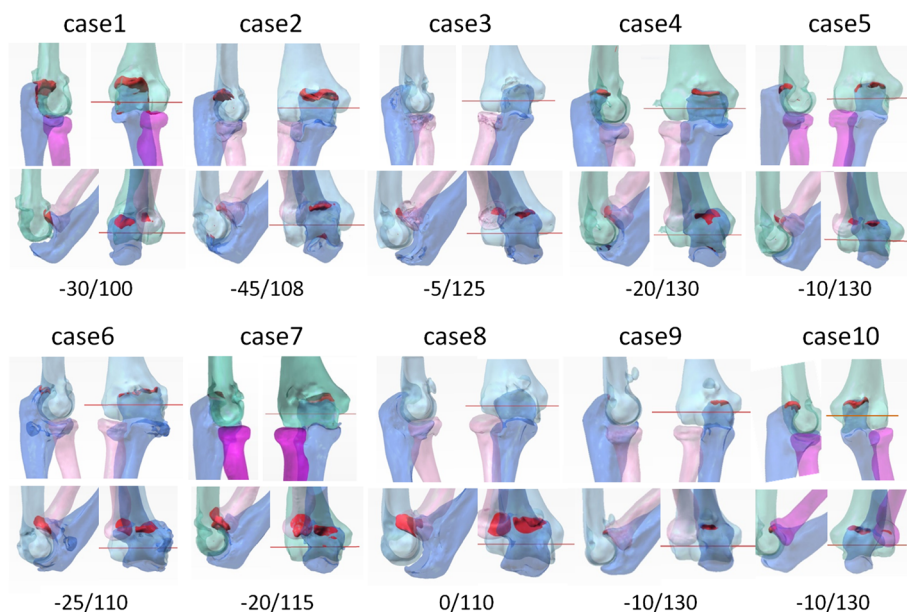 case1 case2 case3 case4 case5
-30/100 -45/108 -5/125 -20/130 -10/130
case6 case7 case8 case9 case10
-25/110 -20/115 0/110 -10/130 -10/130